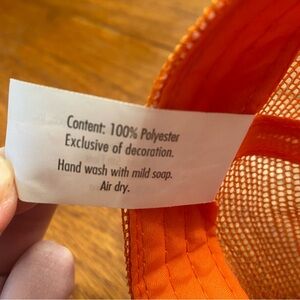 Content: 100% Polyester
Exclusive of decoration.
Hand wash with mild soap.
Air dry.